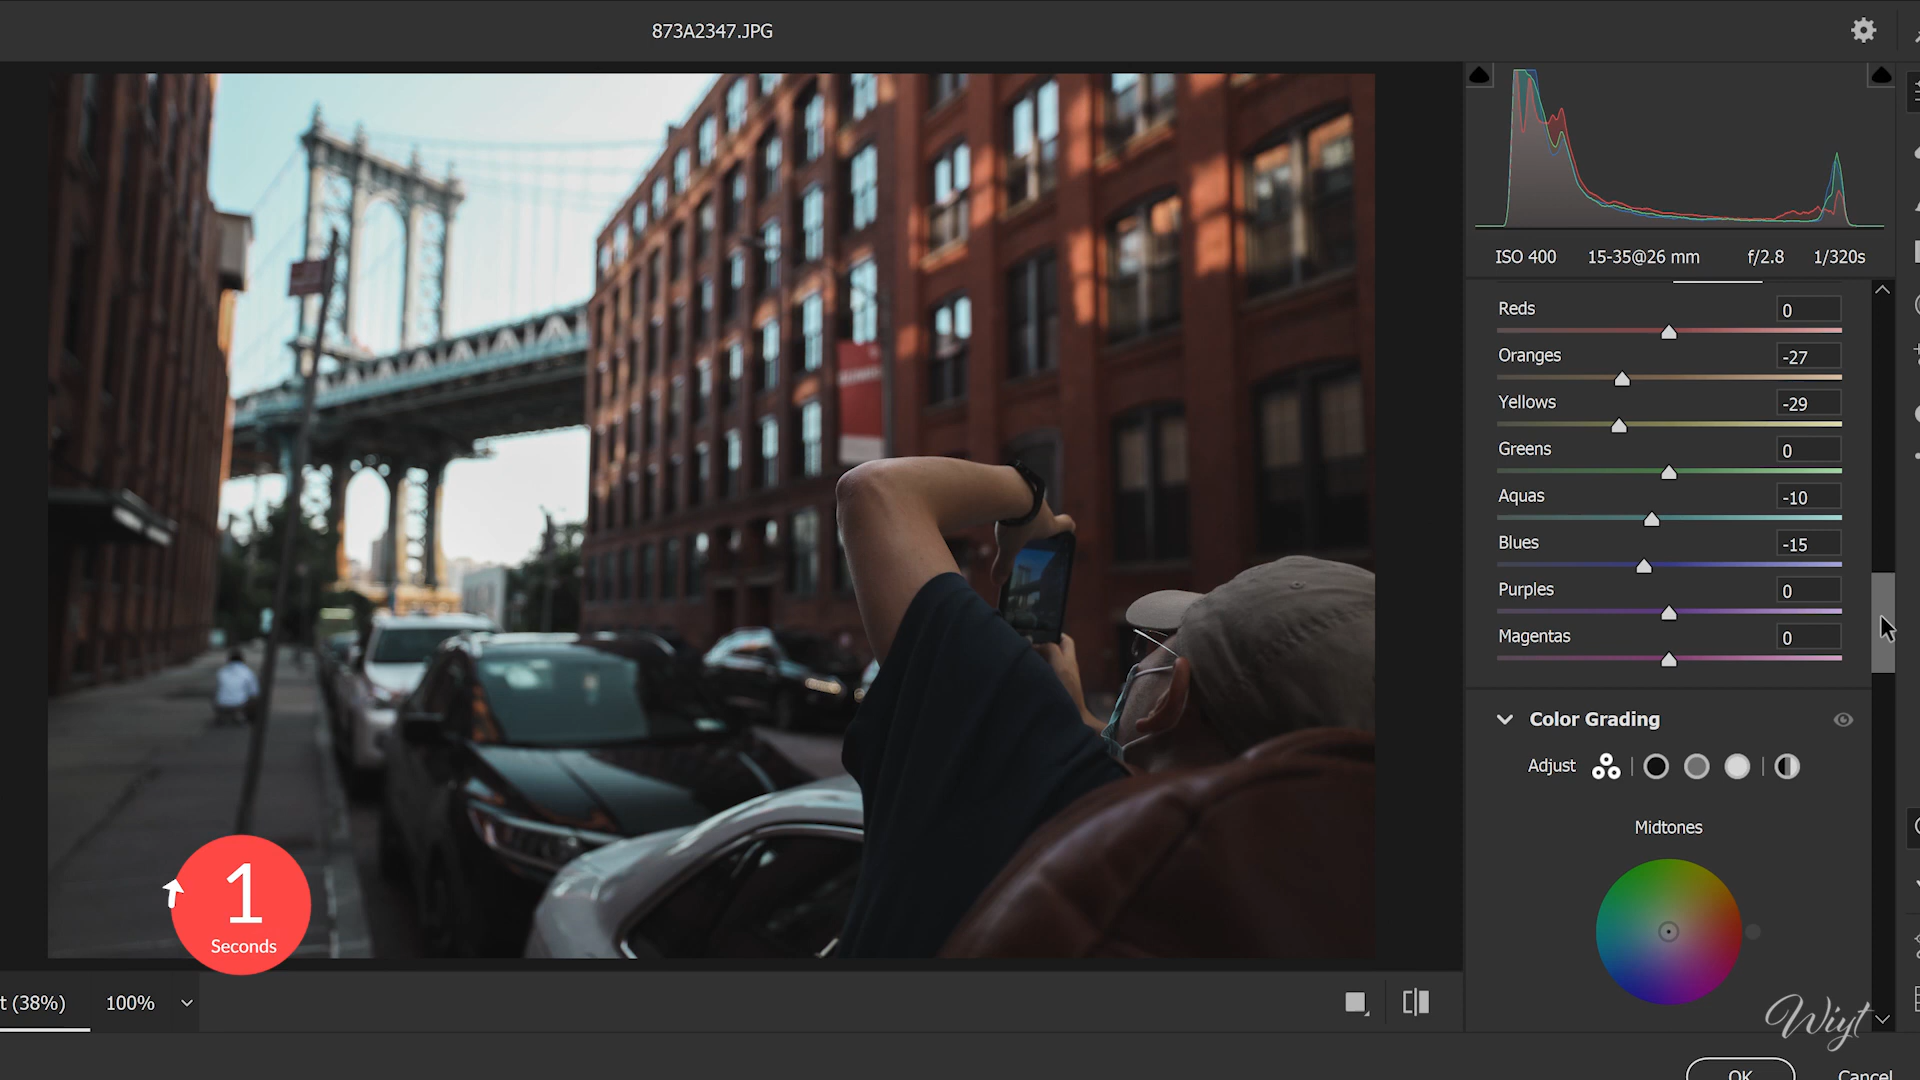 873A2347.JPG
ISO 400 15-35@26 mm f/2.8 1/320s
Reds 0
Oranges -27
Yellows -29
Greens 0
Aquas -10
Blues -15
Purples 0
Magentas 0
Color Grading
Adjust
Midtones
1
Seconds
t (38%) 100%
Wiyt
OK Cancel